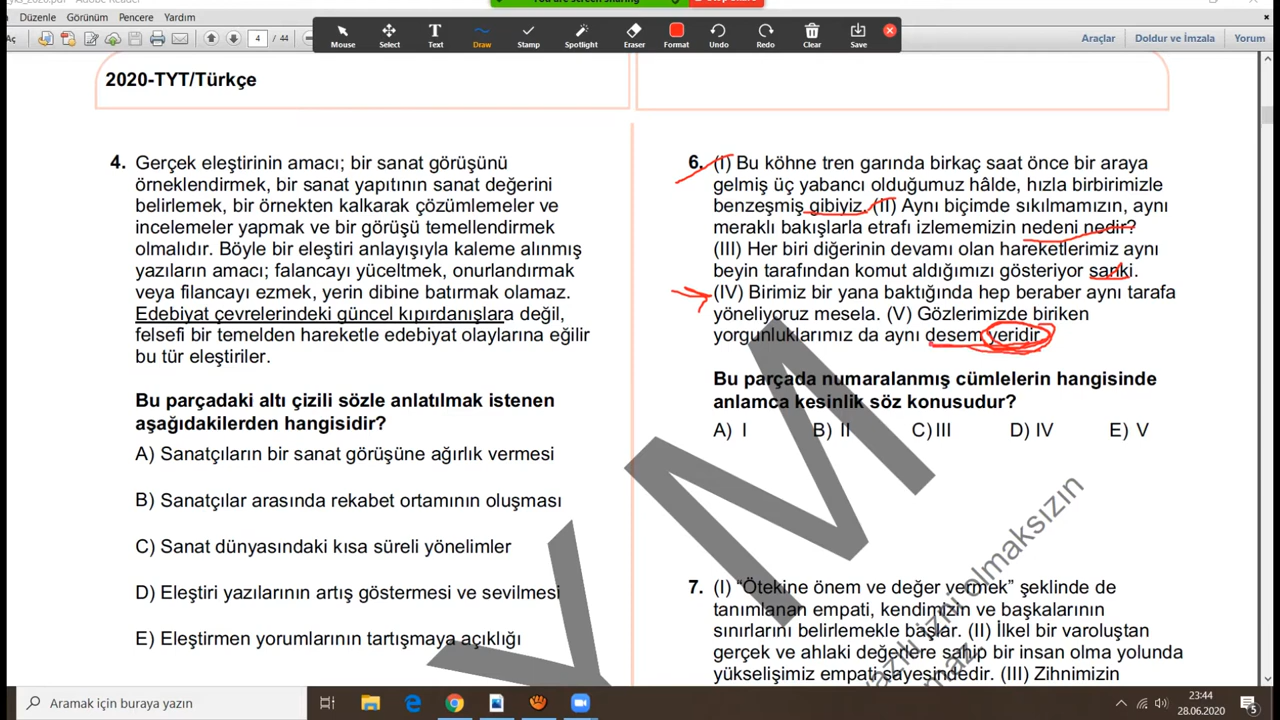 Düzenle Görünüm Pencere Yardım
4 / 44
Mouse Select Text Draw Stamp Spotlight Eraser Format Undo Redo Clear Save
Araçlar Doldur ve İmzala Yorum
2020-TYT/Türkçe
4. Gerçek eleştirinin amacı; bir sanat görüşünü
örneklendirmek, bir sanat yapıtının sanat değerini
belirlemek, bir örnekten kalkarak çözümlemeler ve
incelemeler yapmak ve bir görüşü temellendirmek
olmalıdır. Böyle bir eleştiri anlayışıyla kaleme alınmış
yazıların amacı; falancayı yüceltmek, onurlandırmak
veya filancayı ezmek, yerin dibine batırmak olamaz.
Edebiyat çevrelerindeki güncel kıpırdanışlara değil,
felsefi bir temelden hareketle edebiyat olaylarına eğilir
bu tür eleştiriler.
Bu parçadaki altı çizili sözle anlatılmak istenen
aşağıdakilerden hangisidir?
A) Sanatçıların bir sanat görüşüne ağırlık vermesi
B) Sanatçılar arasında rekabet ortamının oluşması
C) Sanat dünyasındaki kısa süreli yönelimler
D) Eleştiri yazılarının artış göstermesi ve sevilmesi
E) Eleştirmen yorumlarının tartışmaya açıklığı
6. (I) Bu köhne tren garında birkaç saat önce bir araya
gelmiş üç yabancı olduğumuz hâlde, hızla birbirimizle
benzeşmiş gibiyiz. (II) Aynı biçimde sıkılmamızın, aynı
meraklı bakışlarla etrafı izlememizin nedeni nedir?
(III) Her biri diğerinin devamı olan hareketlerimiz aynı
beyin tarafından komut aldığımızı gösteriyor sanki.
(IV) Birimiz bir yana baktığında hep beraber aynı tarafa
yöneliyoruz mesela. (V) Gözlerimizde biriken
yorgunluklarımız da aynı desem yeridir.
Bu parçada numaralanmış cümlelerin hangisinde
anlamca kesinlik söz konusudur?
A) I B) II C) III D) IV E) V
7. (I) “Ötekine önem ve değer vermek” şeklinde de
tanımlanan empati, kendimizin ve başkalarının
sınırlarını belirlemekle başlar. (II) İlkel bir varoluştan
gerçek ve ahlaki değerlere sahip bir insan olma yolunda
yükselişimiz empati sayesindedir. (III) Zihnimizin
YM
izni olmaksızın
Aramak için buraya yazın
23:44
28.06.2020
5